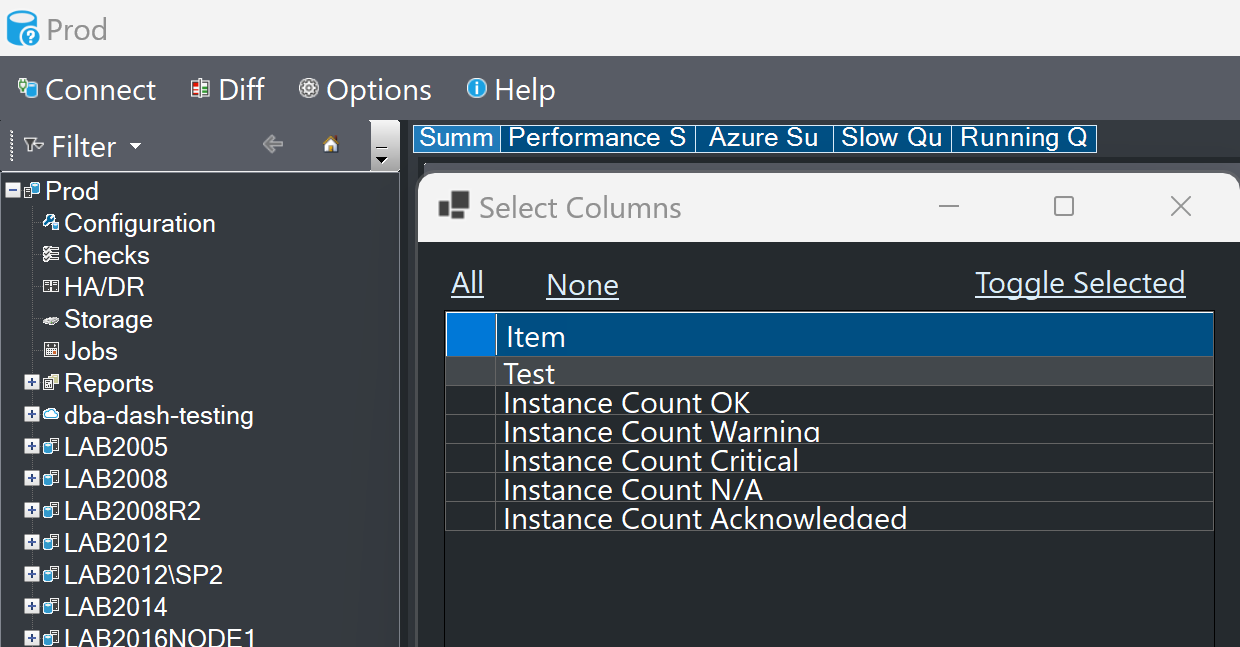 Prod
Connect Diff Options Help
Filter
Summ Performance S Azure Su Slow Qu Running Q
Prod
Configuration
Checks
HA/DR
Storage
Jobs
Reports
dba-dash-testing
LAB2005
LAB2008
LAB2008R2
LAB2012
LAB2012\SP2
LAB2014
LAB2016NODE1
Select Columns
All None Toggle Selected
Item
Test
Instance Count OK
Instance Count Warning
Instance Count Critical
Instance Count N/A
Instance Count Acknowledged